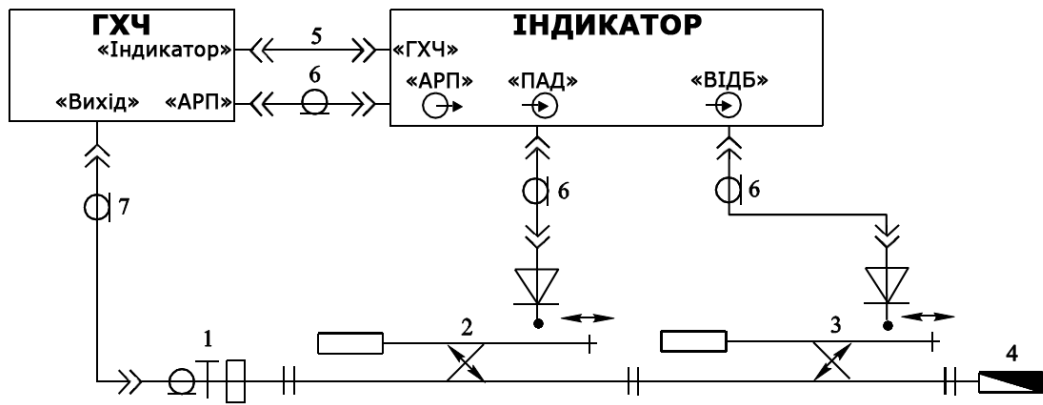 ГХЧ
ІНДИКАТОР
«Індикатор»
5
«ГХЧ»
6
«АРП»
«ПАД»
«ВІДБ»
«Вихід»
«АРП»
7
6
6
1
2
3
4